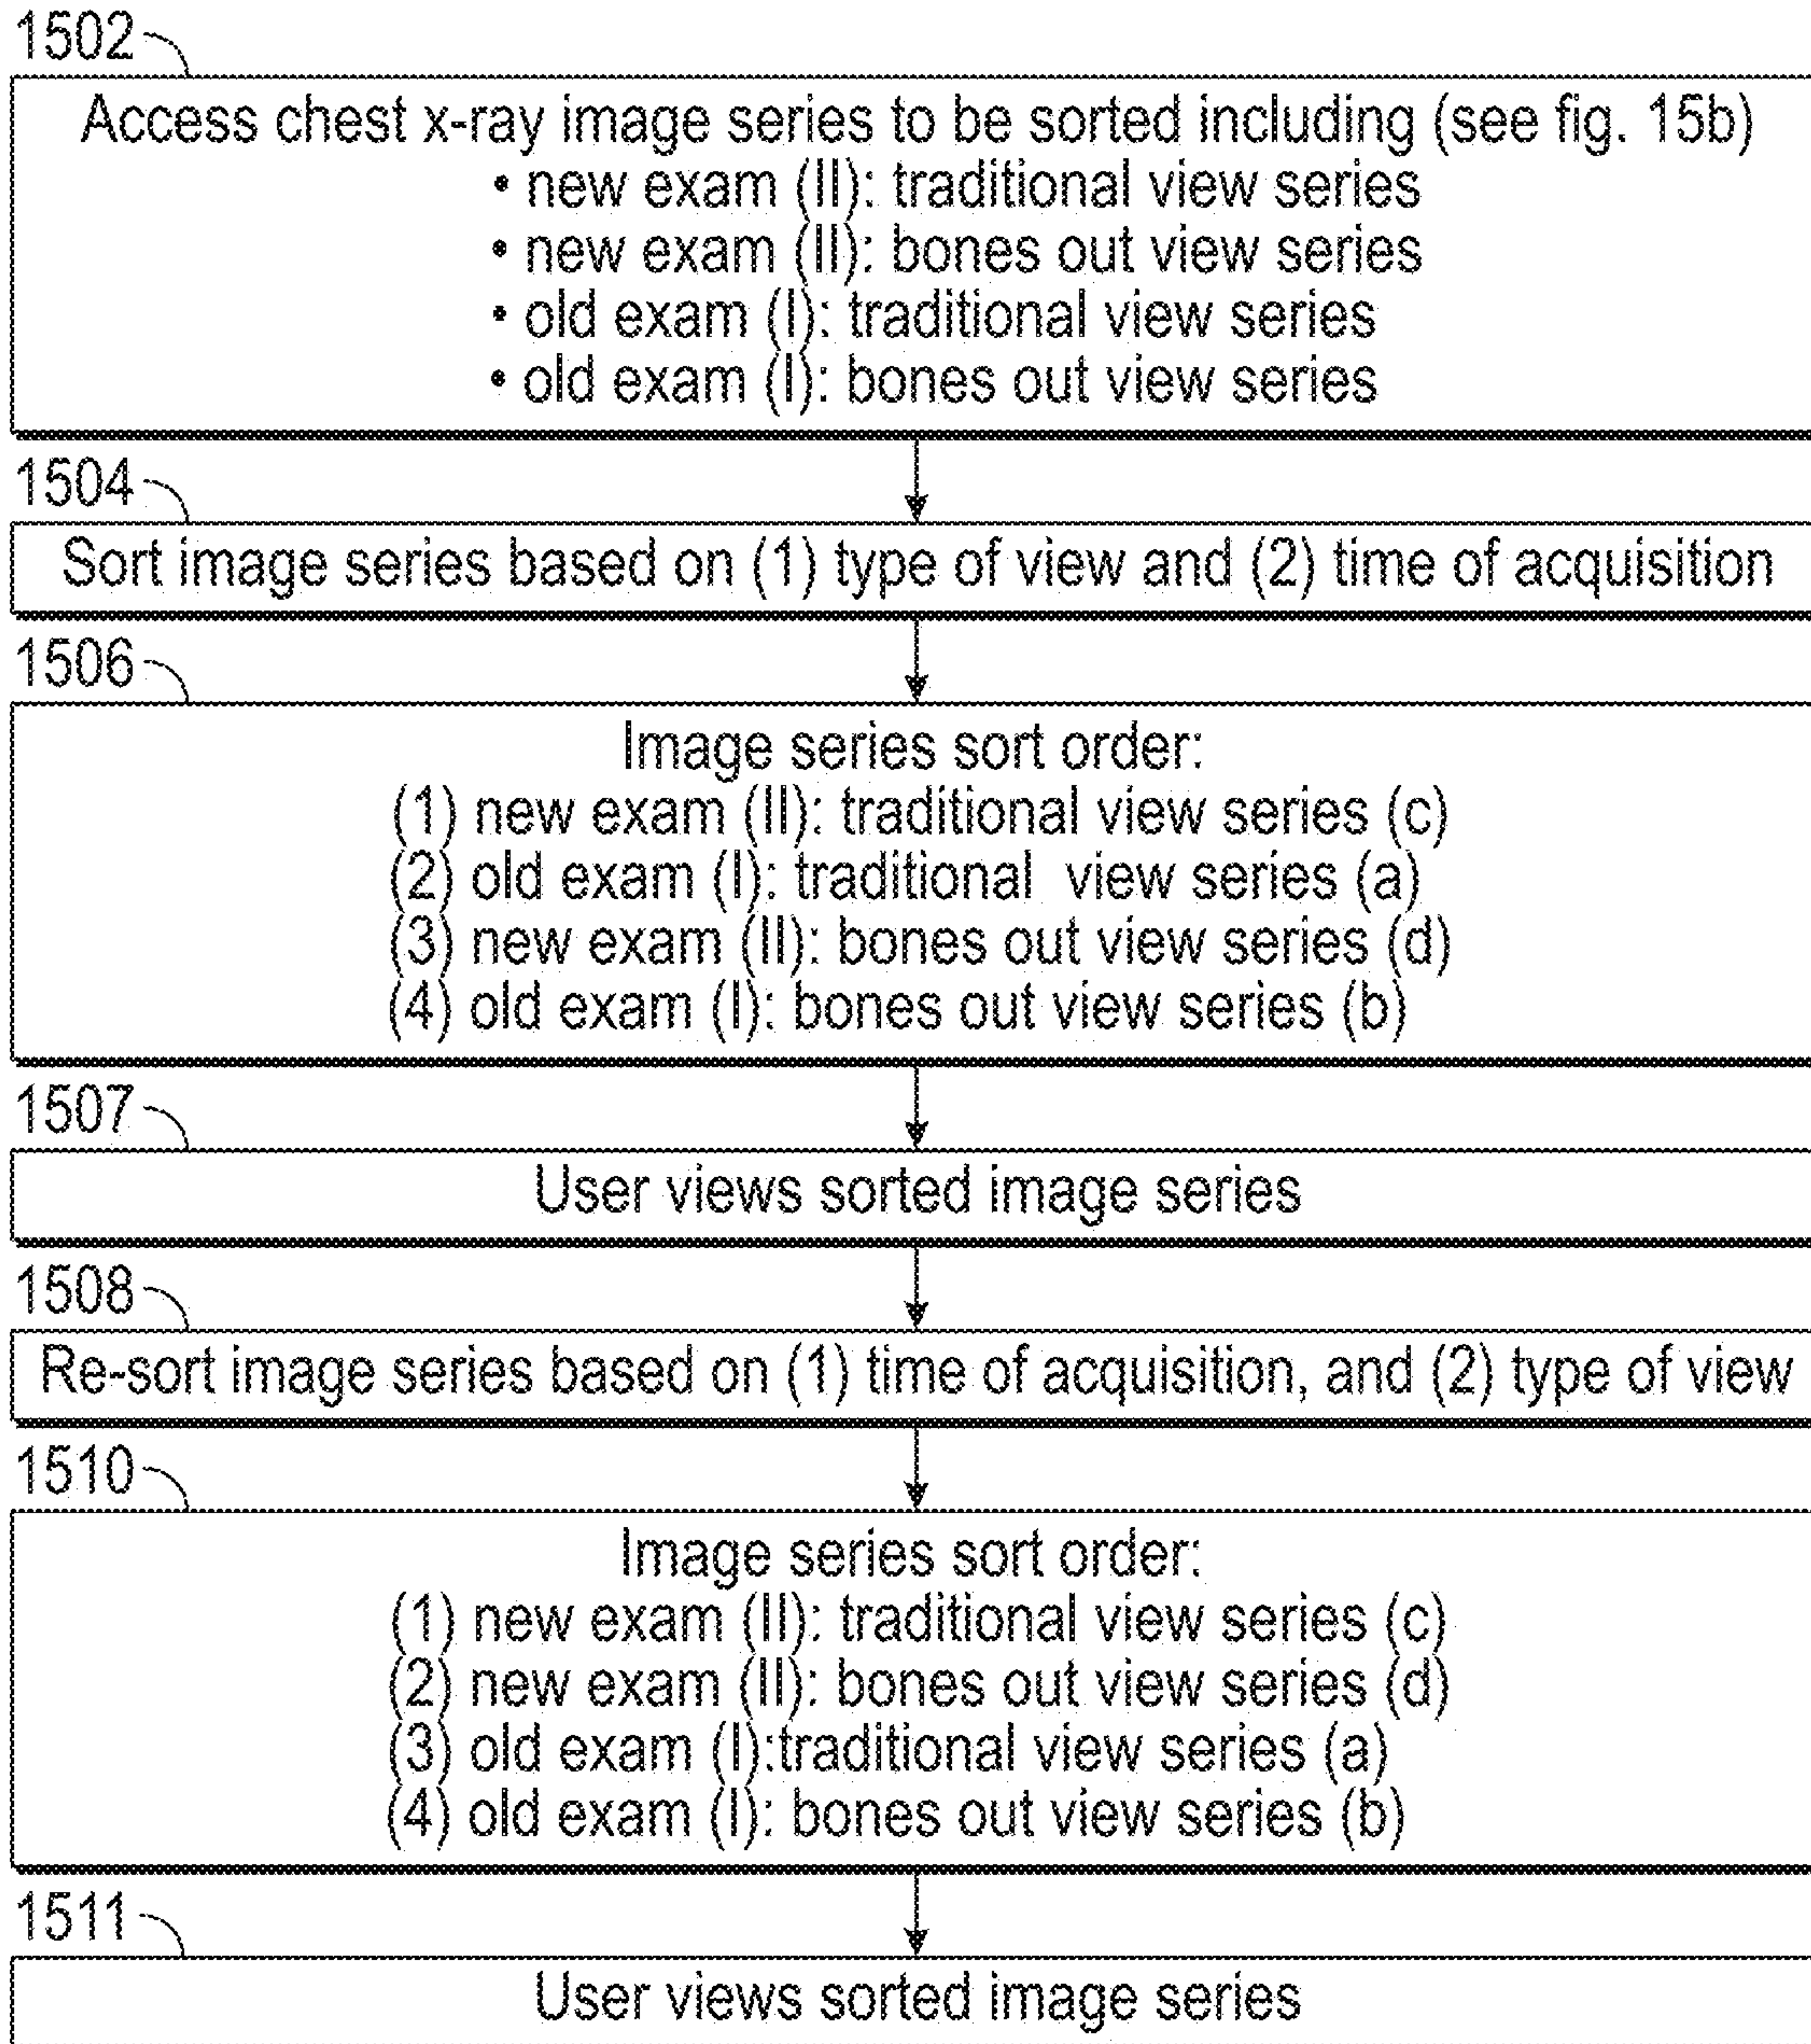 1502
Access chest x-ray image series to be sorted including (see fig. 15b)
• new exam (II): traditional view series
• new exam (II): bones out view series
• old exam (I): traditional view series
• old exam (I): bones out view series
1504
Sort image series based on (1) type of view and (2) time of acquisition
1506
Image series sort order:
(1) new exam (II): traditional view series (c)
(2) old exam (I): traditional view series (a)
(3) new exam (II): bones out view series (d)
(4) old exam (I): bones out view series (b)
1507
User views sorted image series
1508
Re-sort image series based on (1) time of acquisition, and (2) type of view
1510
Image series sort order:
(1) new exam (II): traditional view series (c)
(2) new exam (II): bones out view series (d)
(3) old exam (I):traditional view series (a)
(4) old exam (I): bones out view series (b)
1511
User views sorted image series